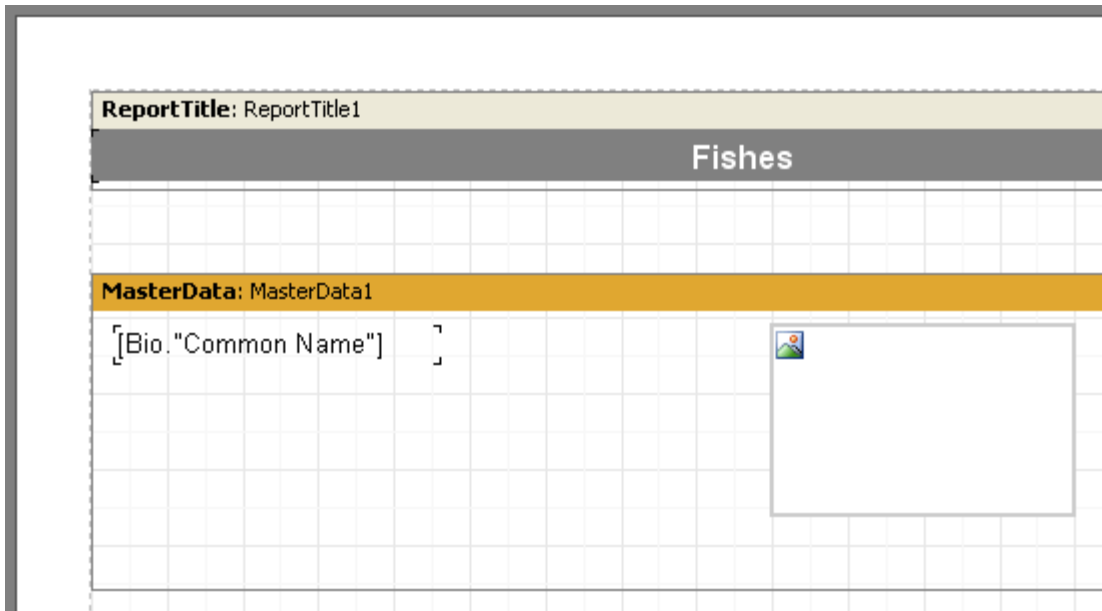 ReportTitle: ReportTitle1
Fishes
MasterData: MasterData1
[Bio."Common Name"]